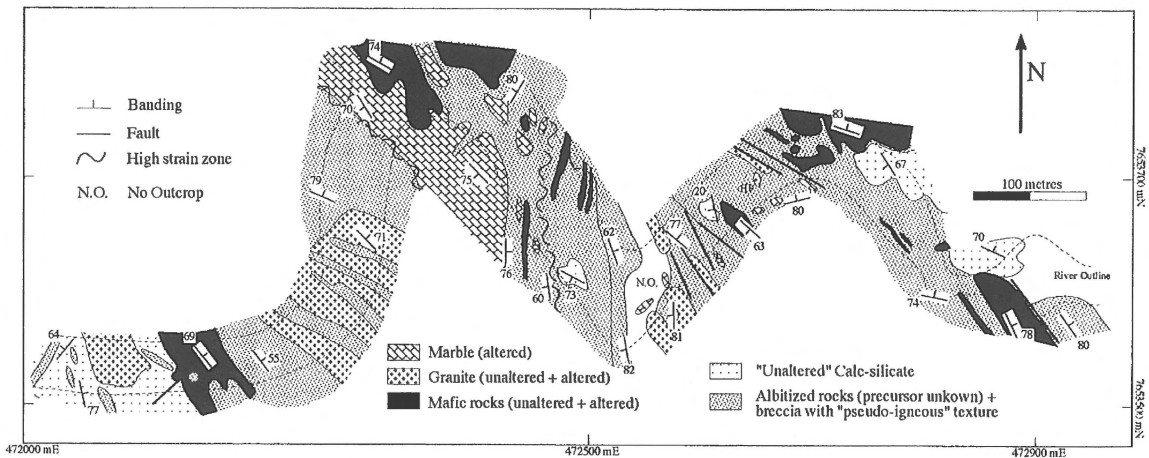 74
80
83
N
Banding
Fault
High strain zone
N.O. No Outcrop
70
79
75
71
76
60
73
62
N.O.
77
20
63
80
81
82
67
100 metres
7653700 mN
70
River Outline
74
78
80
64
69
55
77
Marble (altered)
Granite (unaltered + altered)
Mafic rocks (unaltered + altered)
"Unaltered" Calc-silicate
Albitized rocks (precursor unkown) +
breccia with "pseudo-igneous" texture
7653500 mN
472000 mE
472500 mE
472900 mE